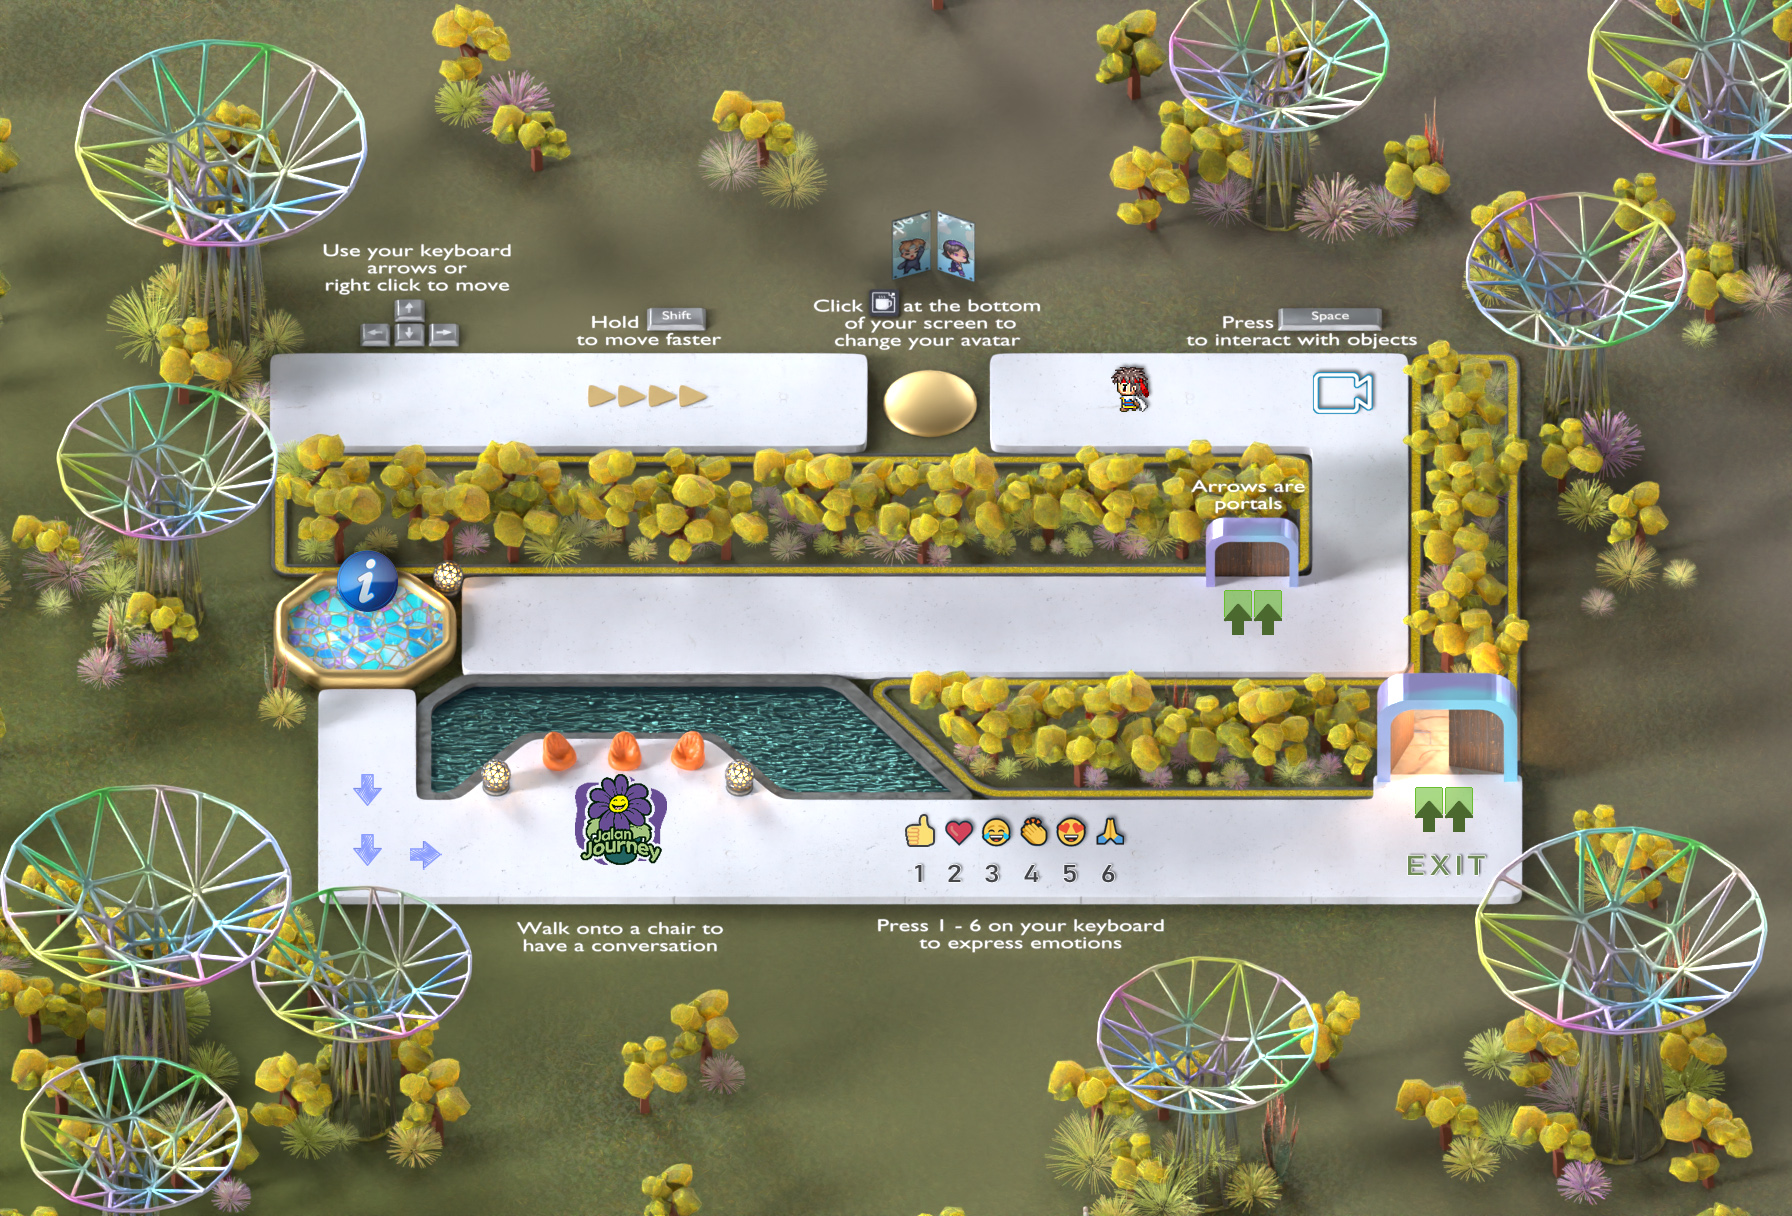 Use your keyboard
arrows or
right click to move
Hold Shift
to move faster
Click at the bottom
of your screen to
change your avatar
Press Space
to interact with objects
Arrows are
portals
i
Jalan
Journey
1 2 3 4 5 6
EXIT
Walk onto a chair to
have a conversation
Press 1 - 6 on your keyboard
to express emotions